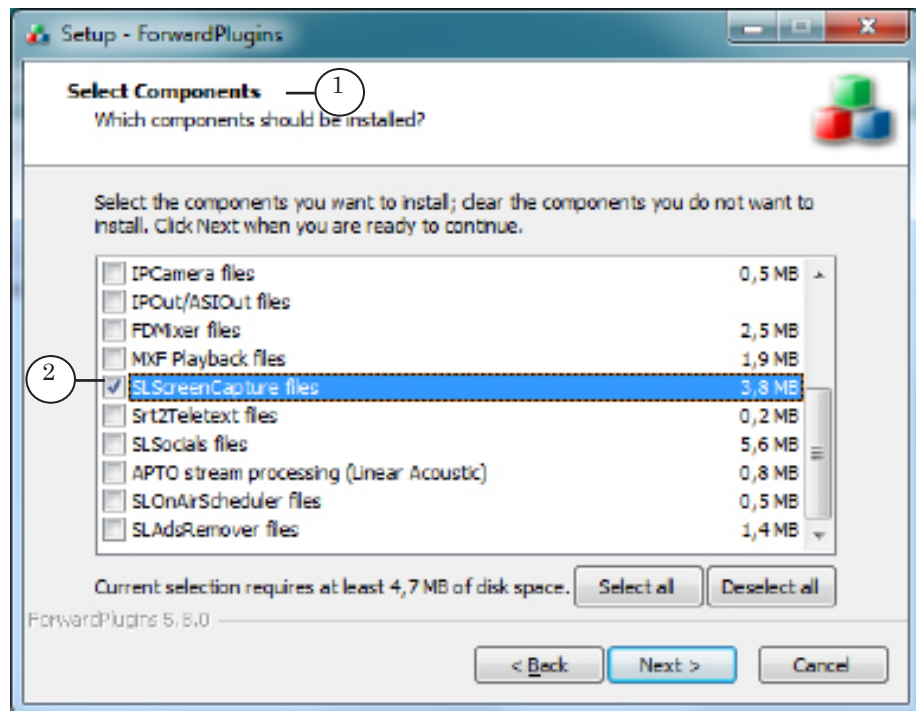 Setup - ForwardPlugins
Select Components
1
Which components should be installed?
Select the components you want to install; clear the components you do not want to
install. Click Next when you are ready to continue.
IPCamera files 0,5 MB
IPOut/ASIOut files
FDMixer files 2,5 MB
MXF Playback files 1,9 MB
2
SLScreenCapture files 3,8 MB
Srt2Teletext files 0,2 MB
SLSocials files 5,6 MB
APTO stream processing (Linear Acoustic) 0,8 MB
SLOnAirScheduler files 0,5 MB
SLAdsRemover files 1,4 MB
Current selection requires at least 4,7 MB of disk space. Select all Deselect all
ForwardPlugins 5.8.0
< Back Next > Cancel